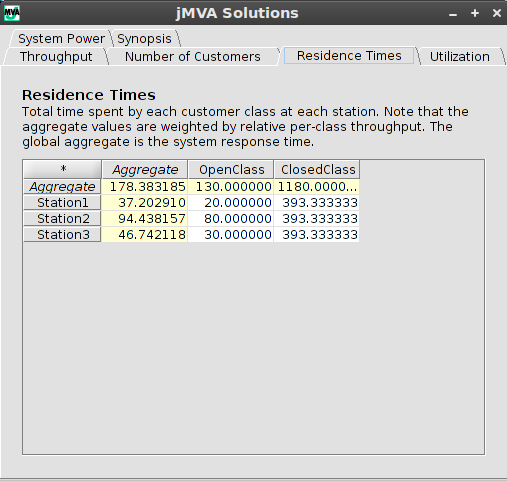 MVA
jMVA Solutions
System Power Synopsis
Throughput Number of Customers Residence Times Utilization
Residence Times
Total time spent by each customer class at each station. Note that the
aggregate values are weighted by relative per-class throughput. The
global aggregate is the system response time.
* Aggregate OpenClass ClosedClass
Aggregate 178.383185 130.000000 1180.0000...
Station1 37.202910 20.000000 393.333333
Station2 94.438157 80.000000 393.333333
Station3 46.742118 30.000000 393.333333